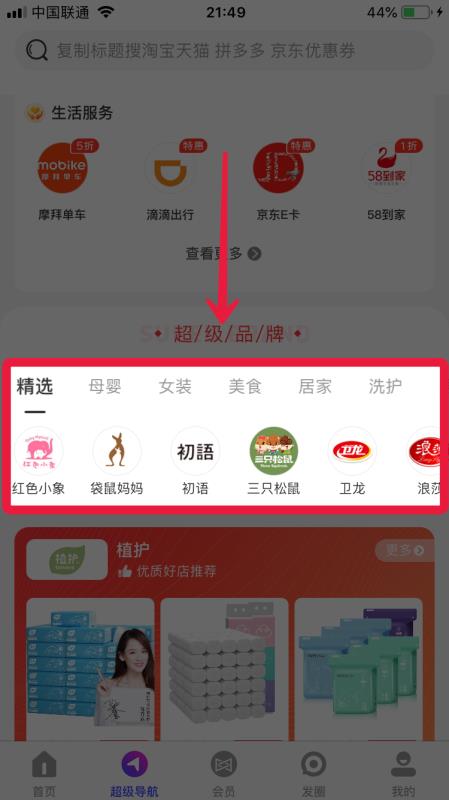 中国联通
21:49
44%
复制标题搜淘宝天猫 拼多多 京东优惠券
生活服务
5折
特惠
特惠
1折
mobike
摩拜单车
58到家
摩拜单车
滴滴出行
京东E卡
58到家
查看更多
超/级/品/牌
精选
母婴
女装
美食
居家
洗护
红色小象
初語
三只松鼠
Three Squirrels
卫龙
浪莎
红色小象
袋鼠妈妈
初语
三只松鼠
卫龙
浪莎
植护
植护
优质好店推荐
更多
首页
超级导航
会员
发圈
我的